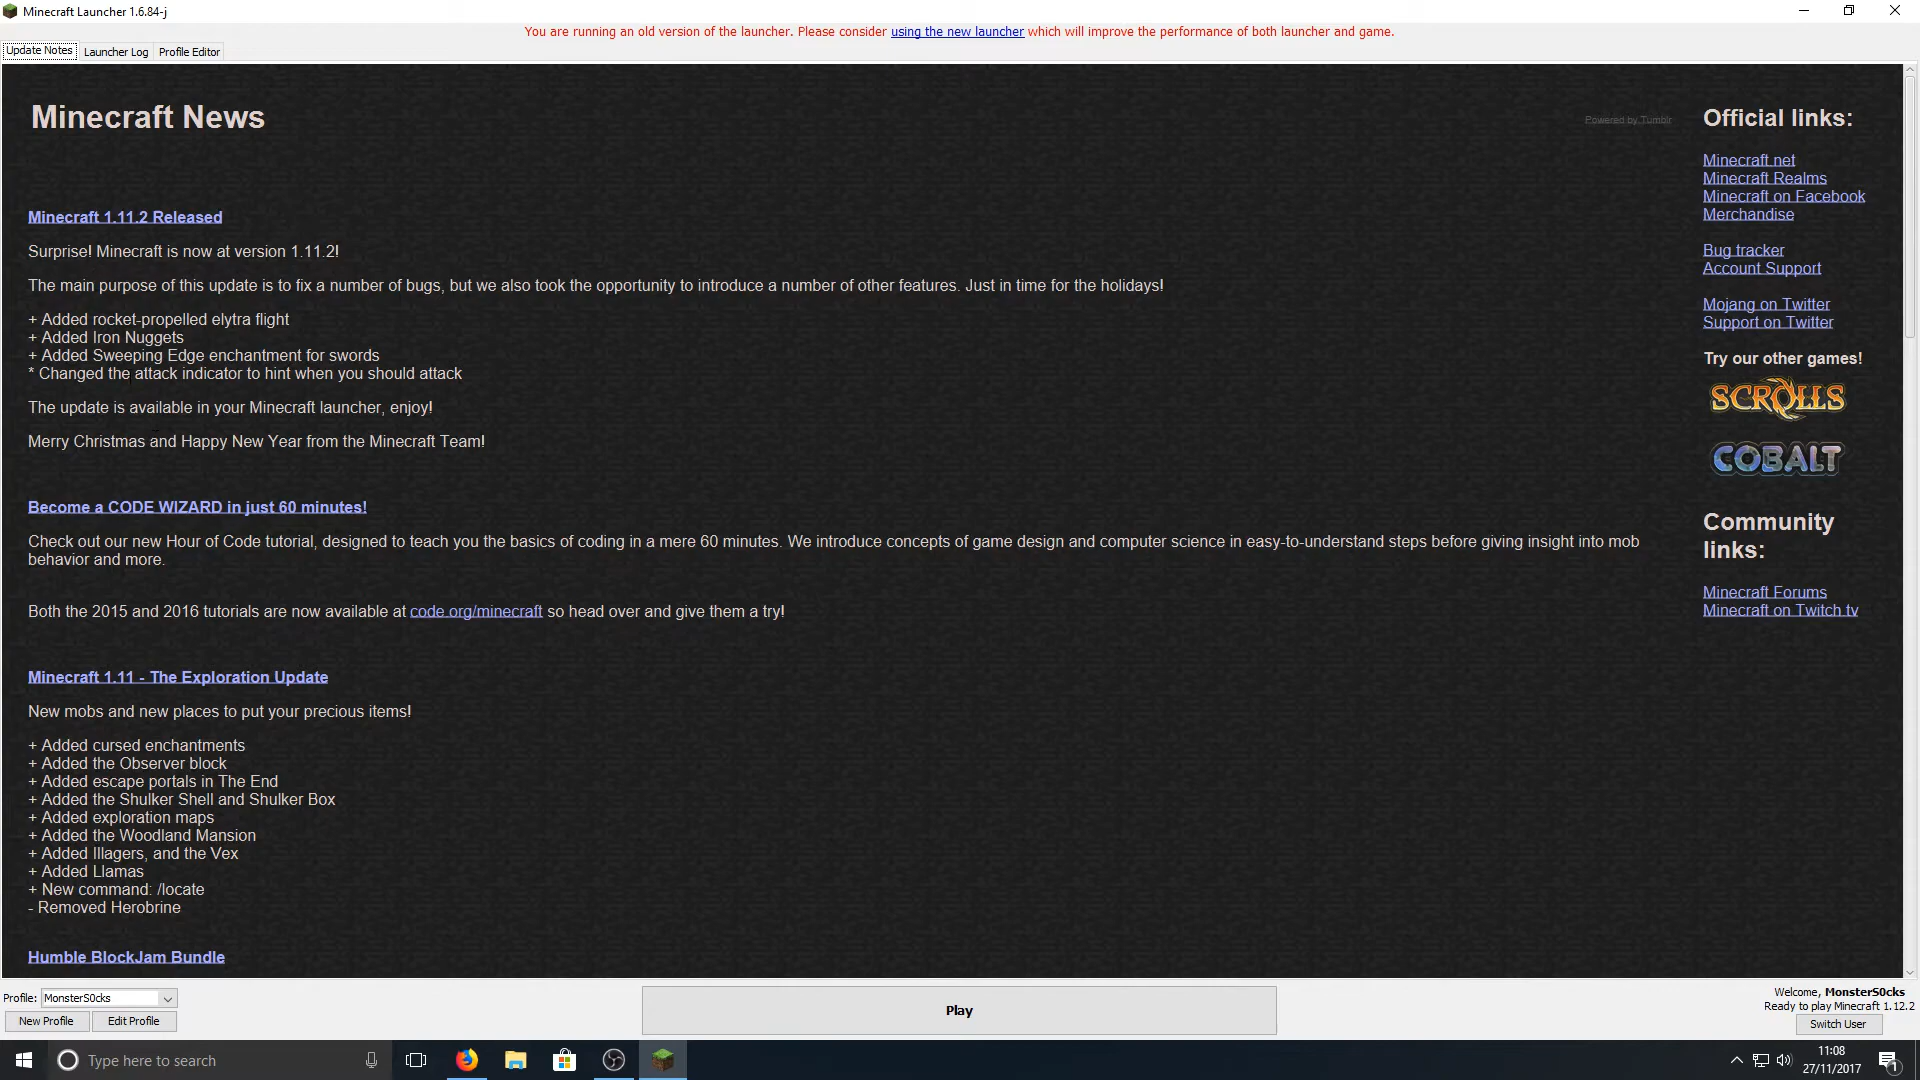 Minecraft Launcher 1.6.84-j
You are running an old version of the launcher. Please consider using the new launcher which will improve the performance of both launcher and game.
Update Notes
Launcher Log
Profile Editor
Minecraft News
Powered by Tumblr
Minecraft 1.11.2 Released
Surprise! Minecraft is now at version 1.11.2!
The main purpose of this update is to fix a number of bugs, but we also took the opportunity to introduce a number of other features. Just in time for the holidays!
+ Added rocket-propelled elytra flight
+ Added Iron Nuggets
+ Added Sweeping Edge enchantment for swords
* Changed the attack indicator to hint when you should attack
The update is available in your Minecraft launcher, enjoy!
Merry Christmas and Happy New Year from the Minecraft Team!
Become a CODE WIZARD in just 60 minutes!
Check out our new Hour of Code tutorial, designed to teach you the basics of coding in a mere 60 minutes. We introduce concepts of game design and computer science in easy-to-understand steps before giving insight into mob
behavior and more.
Both the 2015 and 2016 tutorials are now available at code.org/minecraft so head over and give them a try!
Minecraft 1.11 - The Exploration Update
New mobs and new places to put your precious items!
+ Added cursed enchantments
+ Added the Observer block
+ Added escape portals in The End
+ Added the Shulker Shell and Shulker Box
+ Added exploration maps
+ Added the Woodland Mansion
+ Added Illagers, and the Vex
+ Added Llamas
+ New command: /locate
- Removed Herobrine
Humble BlockJam Bundle
Official links:
Minecraft.net
Minecraft Realms
Minecraft on Facebook
Merchandise
Bug tracker
Account Support
Mojang on Twitter
Support on Twitter
Try our other games!
SCROLLS
COBALT
Community
links:
Minecraft Forums
Minecraft on Twitch.tv
Profile: MonsterS0cks
New Profile
Edit Profile
Play
Welcome, MonsterS0cks
Ready to play Minecraft 1.12.2
Switch User
Type here to search
11:08
27/11/2017
1